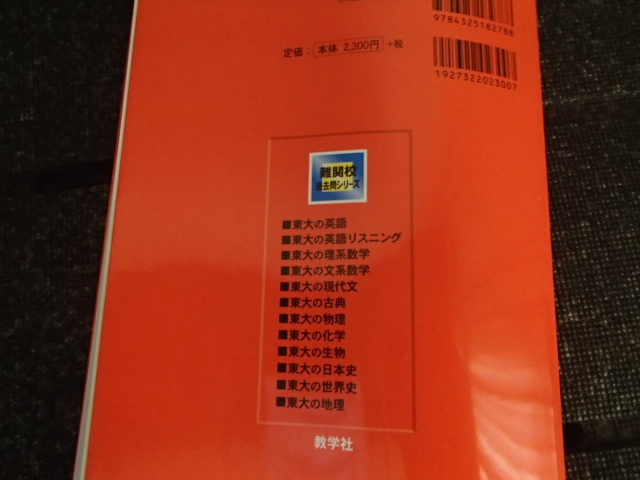 9784325182788
定価：本体 2,300円 +税
1927322023007
難関校
過去問シリーズ
■東大の英語
■東大の英語リスニング
■東大の理系数学
■東大の文系数学
■東大の現代文
■東大の古典
■東大の物理
■東大の化学
■東大の生物
■東大の日本史
■東大の世界史
■東大の地理
教学社